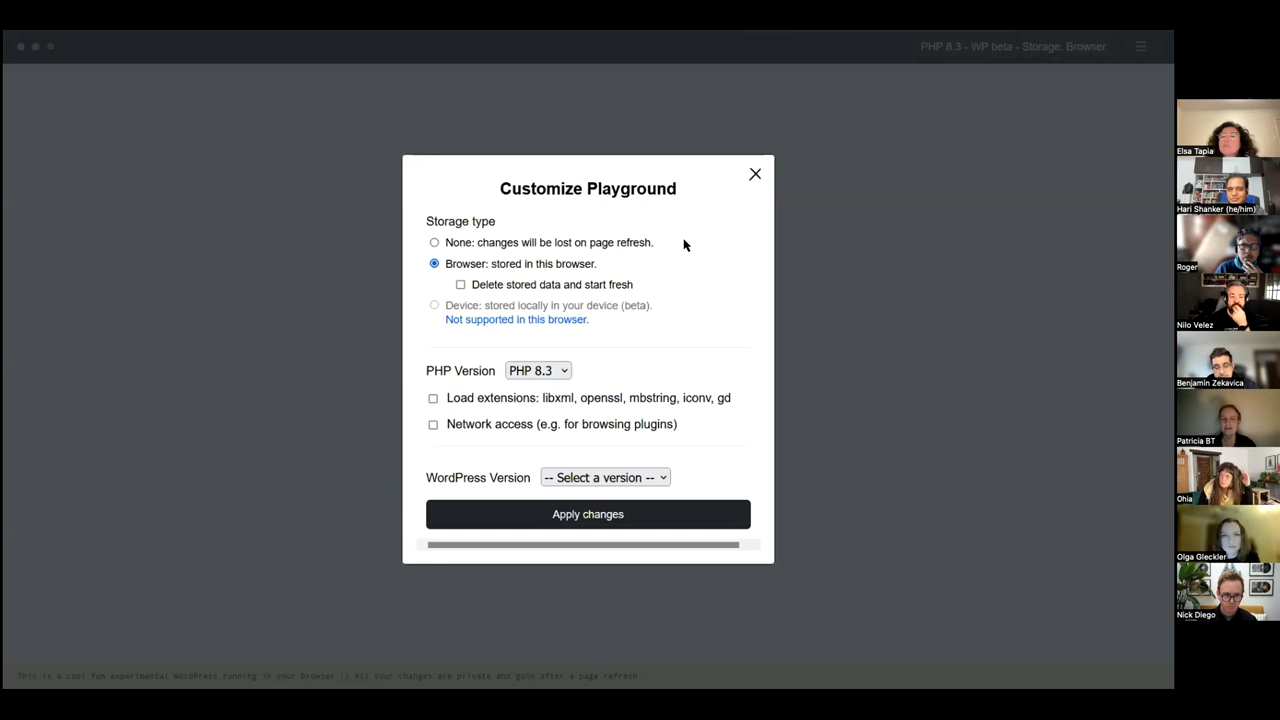 PHP 8.3 - WP beta - Storage: Browser
Customize Playground
Storage type
None: changes will be lost on page refresh.
Browser: stored in this browser.
Delete stored data and start fresh
Device: stored locally in your device (beta).
Not supported in this browser.
PHP Version PHP 8.3
Load extensions: libxml, openssl, mbstring, iconv, gd
Network access (e.g. for browsing plugins)
WordPress Version -- Select a version --
Apply changes
This is a cool fun experimental WordPress running in your browser :) All your changes are private and gone after a page refresh
Elsa Tapia
Hari Shanker (he/him)
Roger
Nilo Velez
Benjamín Zekavica
Patricia BT
Ohia
Olga Gleckler
Nick Diego